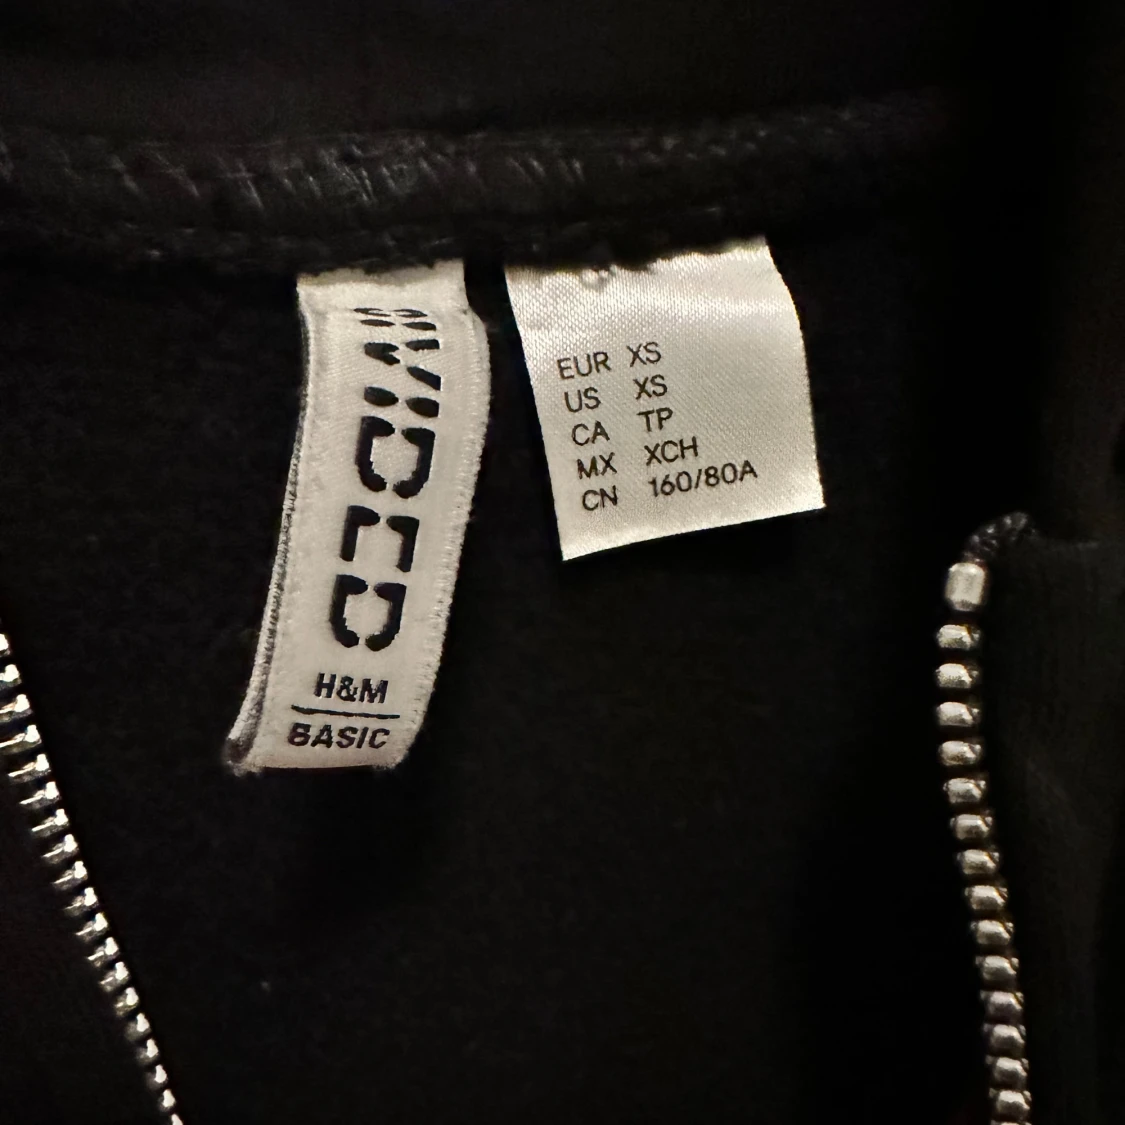 DIVIDED
H&M
BASIC
EUR XS
US XS
CA TP
MX XCH
CN 160/80A